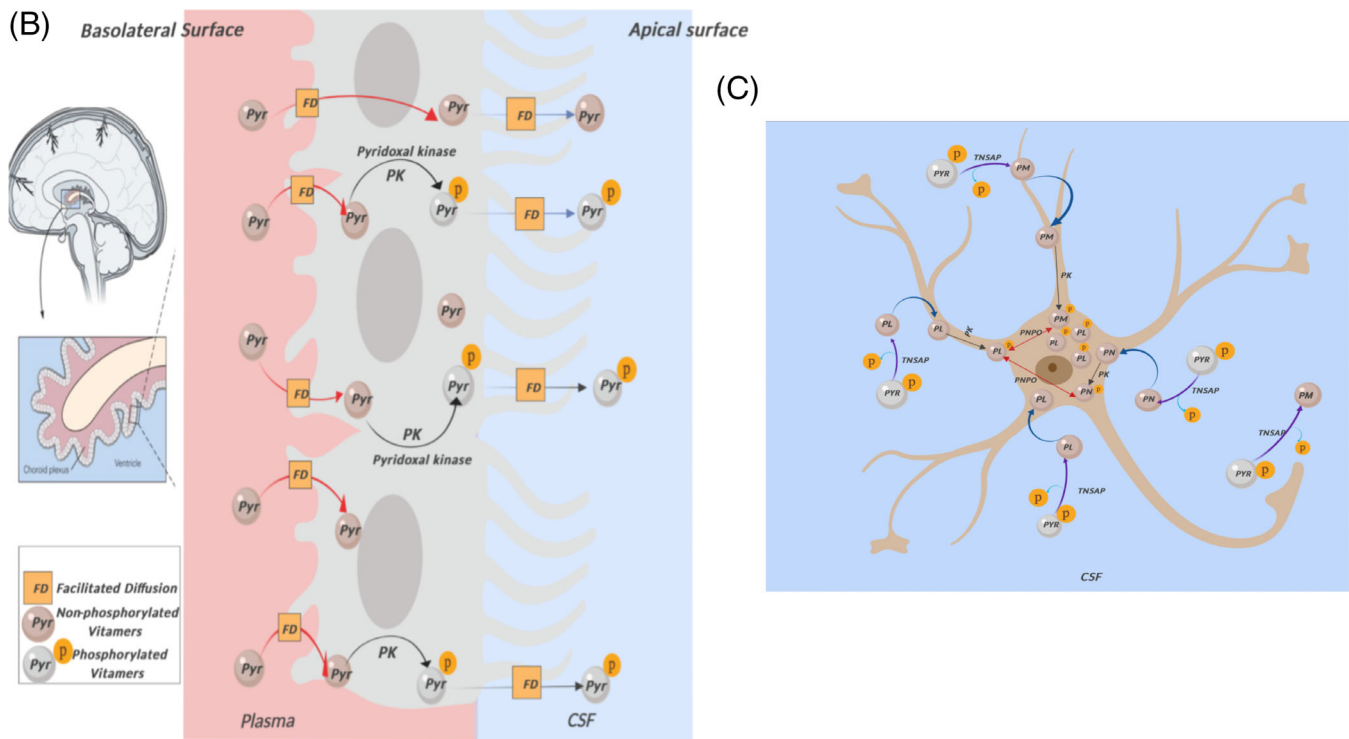 (B)
Basolateral Surface
Apical surface
Pyr
FD
Pyr
FD
Pyr
Pyridoxal kinase
PK
Pyr
FD
Pyr
Pyr
P
FD
Pyr
P
Pyr
Pyr
FD
Pyr
Pyr
P
FD
Pyr
P
PK
Pyridoxal kinase
Pyr
FD
Pyr
Pyr
FD
Pyr
PK
Pyr
P
FD
Pyr
P
Plasma
CSF
Choroid plexus
Ventricle
FD Facilitated Diffusion
Pyr Non-phosphorylated
Vitamers
Pyr P Phosphorylated
Vitamers
(C)
PYR
P
TNSAP
P
PM
PM
PK
PM
P
PL
P
PL
P
PL
P
PL
PL
PK
PL
P
PNPO
PNPO
TNSAP
P
PYR
P
PN
PK
PN
P
PL
PN
TNSAP
P
PYR
P
PL
TNSAP
P
PYR
P
PM
TNSAP
P
PYR
P
CSF